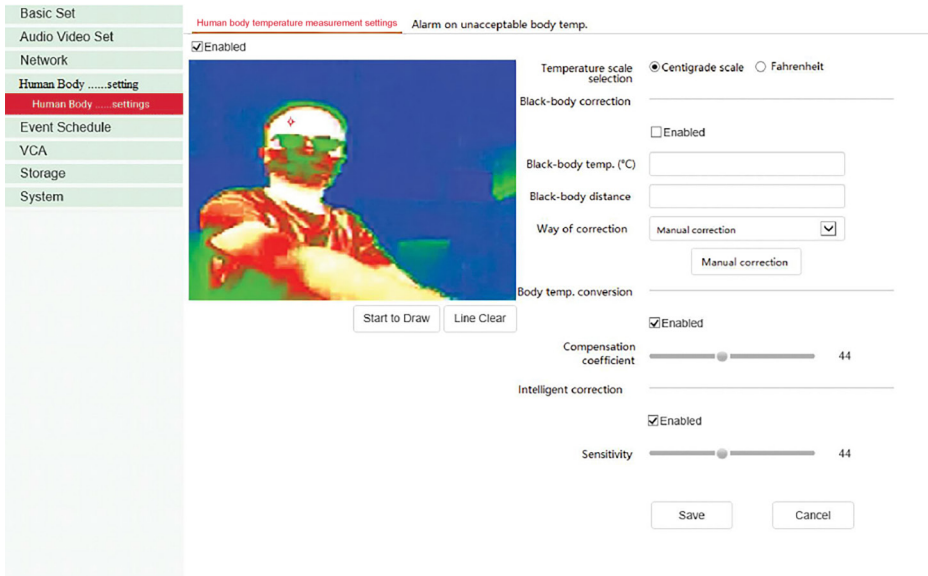 Basic Set
Audio Video Set
Network
Human Body ......setting
Human Body ......settings
Event Schedule
VCA
Storage
System
Human body temperature measurement settings
Alarm on unacceptable body temp.
Enabled
Start to Draw
Line Clear
Temperature scale
selection
Centigrade scale
Fahrenheit
Black-body correction
Enabled
Black-body temp. (°C)
Black-body distance
Way of correction
Manual correction
Manual correction
Body temp. conversion
Enabled
Compensation
coefficient
44
Intelligent correction
Enabled
Sensitivity
44
Save
Cancel